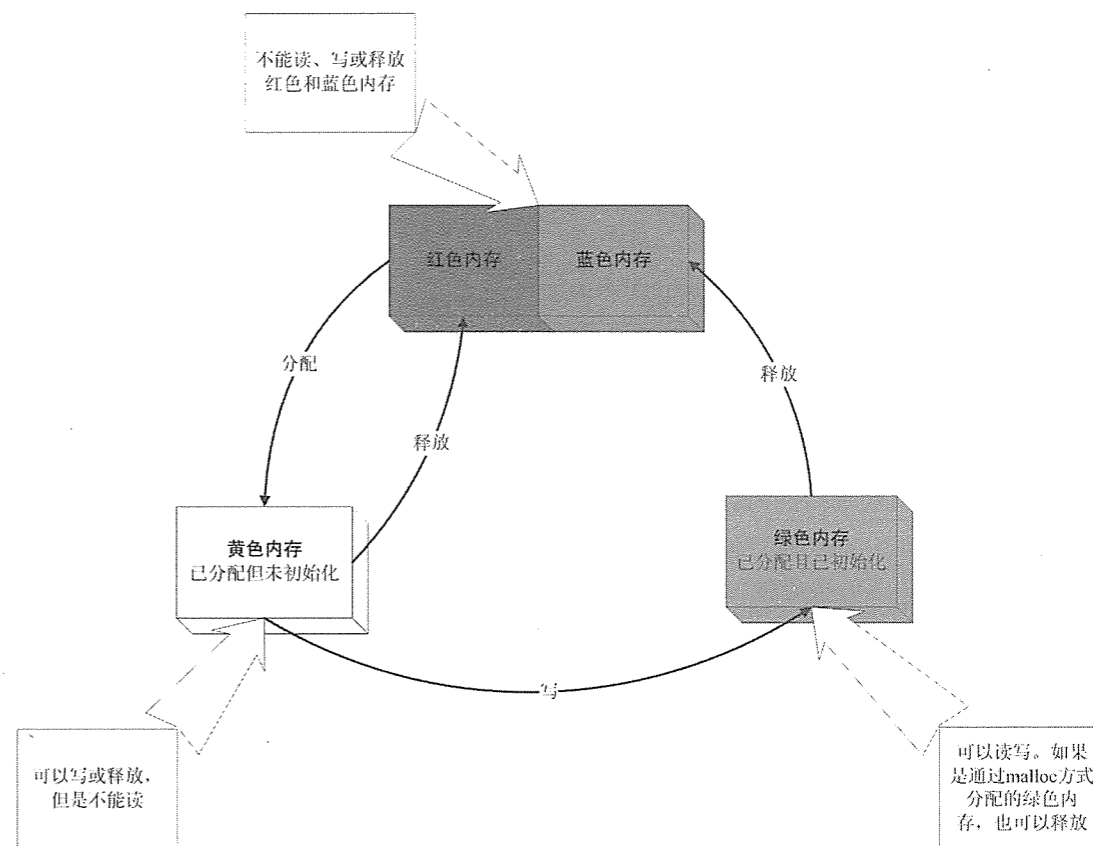 不能读、写或释放
红色和蓝色内存
红色内存
蓝色内存
分配
释放
释放
黄色内存
已分配但未初始化
绿色内存
已分配且已初始化
写
可以写或释放,
但是不能读
可以读写。如果
是通过malloc方式
分配的绿色内
存，也可以释放